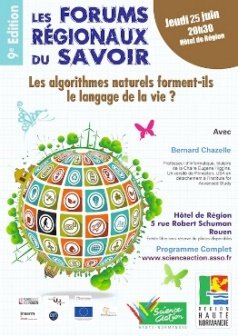 9e Edition
LES FORUMS
RÉGIONAUX
DU SAVOIR
Jeudi 25 juin
20h30
Hôtel de Région
Les algorithmes naturels forment-ils
le langage de la vie ?
Avec
Bernard Chazelle
Professeur d'informatique, titulaire
de la Chaire Eugene Higgins,
Université de Princeton, USA en
détachement à l'Institute for
Advanced Study
Hôtel de Région
5 rue Robert Schuman
Rouen
Entrée libre sous réserve de places disponibles
Programme Complet
www.scienceaction.asso.fr
Science
Action
HAUTE-NORMANDIE
RÉGION
HAUTE
NORMANDIE